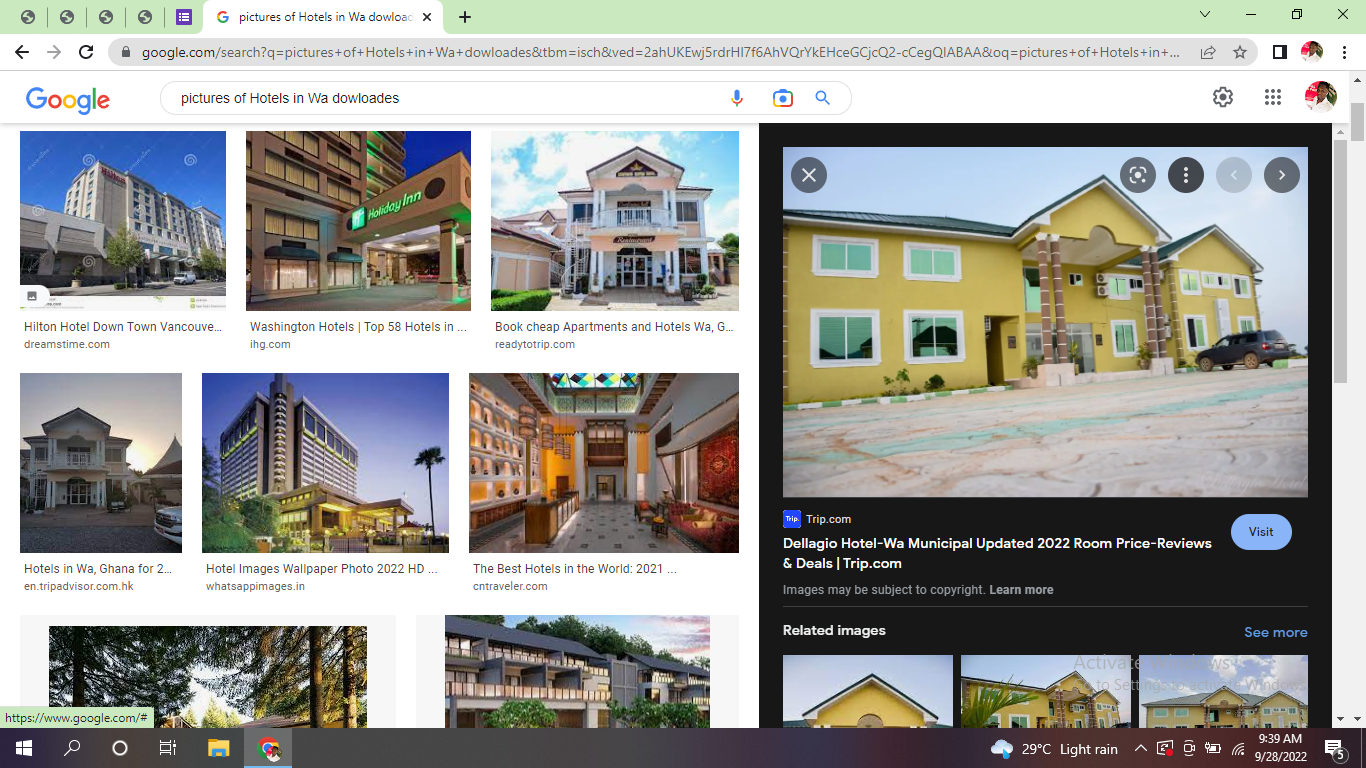 pictures of Hotels in Wa dowload
google.com/search?q=pictures+of+Hotels+in+Wa+dowloades&tbm=isch&ved=2ahUKEwj5rdrHl7f6AhVQrYkEHceGCjcQ2-cCegQIABAA&oq=pictures+of+Hotels+in+...
Google
pictures of Hotels in Wa dowloades
Hilton
Holiday Inn
Restaurant
Hilton Hotel Down Town Vancouve...
dreamstime.com
Washington Hotels | Top 58 Hotels in ...
ihg.com
Book cheap Apartments and Hotels Wa, G...
readytotrip.com
Hotels in Wa, Ghana for 2...
en.tripadvisor.com.hk
Hotel Images Wallpaper Photo 2022 HD ...
whatsappimages.in
The Best Hotels in the World: 2021 ...
cntraveler.com
Trip.
Trip.com
Dellagio Hotel-Wa Municipal Updated 2022 Room Price-Reviews
& Deals | Trip.com
Visit
Images may be subject to copyright. Learn more
Related images
See more
Activate Windows
to Settings to activate Windows
https://www.google.com/#
29°C Light rain
9:39 AM
9/28/2022
5